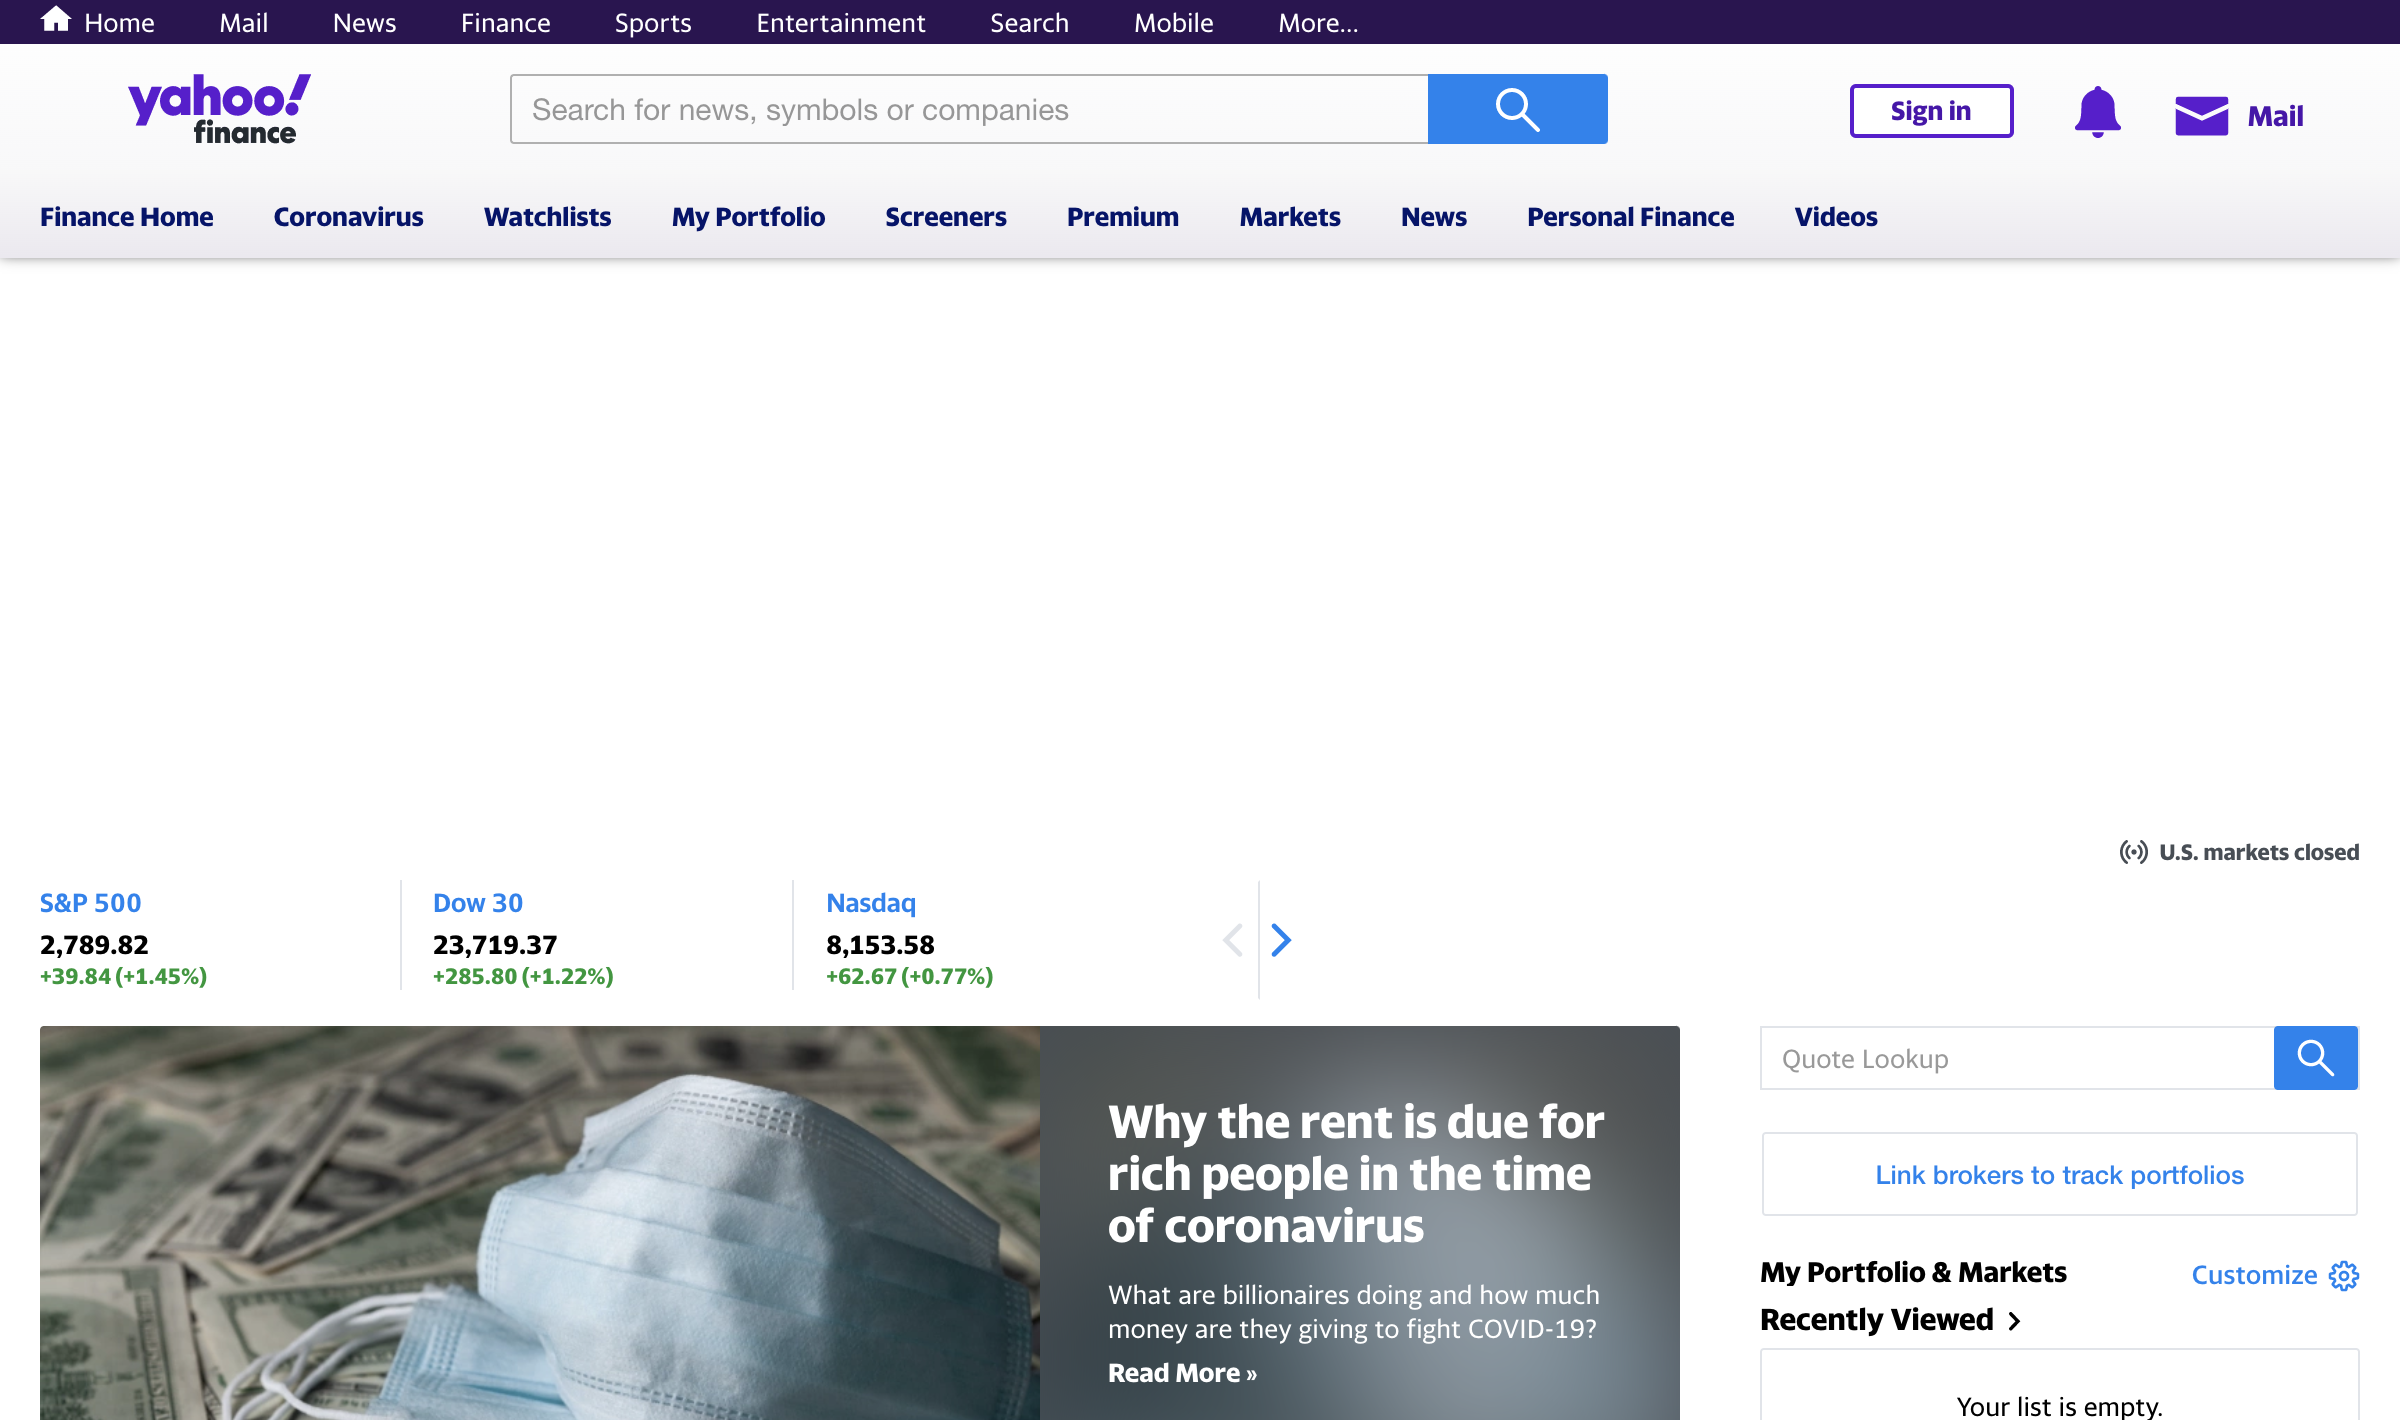 Home Mail News Finance Sports Entertainment Search Mobile More...
yahoo!
finance
Search for news, symbols or companies
Sign in
Mail
Finance Home Coronavirus Watchlists My Portfolio Screeners Premium Markets News Personal Finance Videos
U.S. markets closed
S&P 500
2,789.82
+39.84 (+1.45%)
Dow 30
23,719.37
+285.80 (+1.22%)
Nasdaq
8,153.58
+62.67 (+0.77%)
Why the rent is due for
rich people in the time
of coronavirus
What are billionaires doing and how much
money are they giving to fight COVID-19?
Read More »
Quote Lookup
Link brokers to track portfolios
My Portfolio & Markets
Customize
Recently Viewed
Your list is empty.